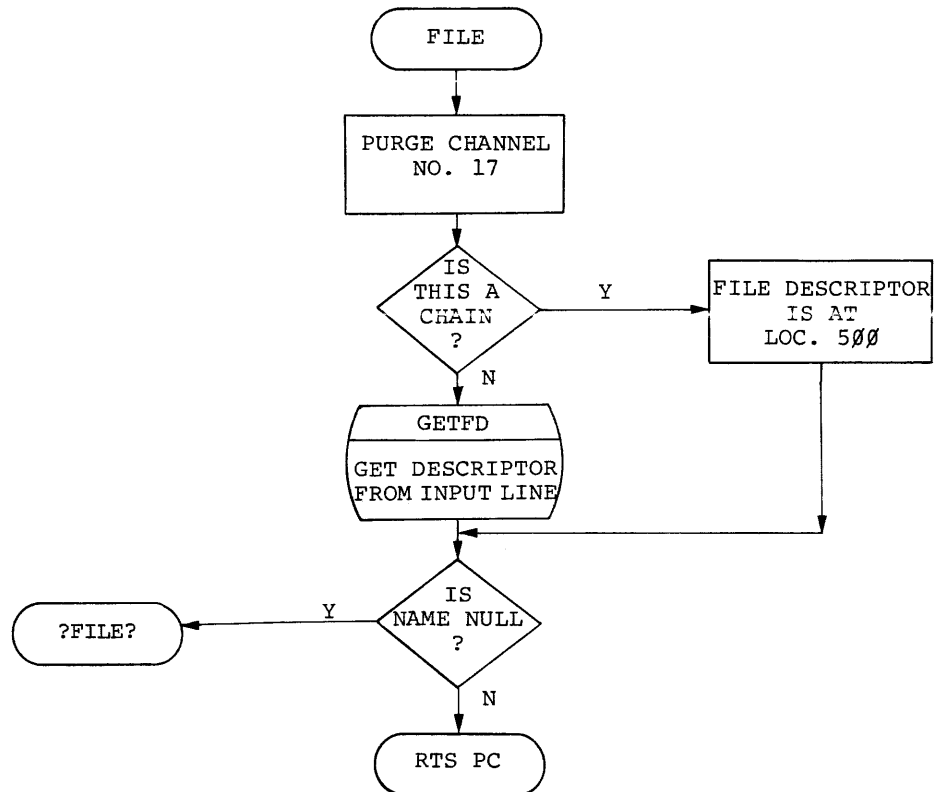 FILE
PURGE CHANNEL
NO. 17
IS
THIS A
CHAIN
?
Y
FILE DESCRIPTOR
IS AT
LOC. 5ØØ
N
GETFD
GET DESCRIPTOR
FROM INPUT LINE
IS
NAME NULL
?
Y
?FILE?
N
RTS PC